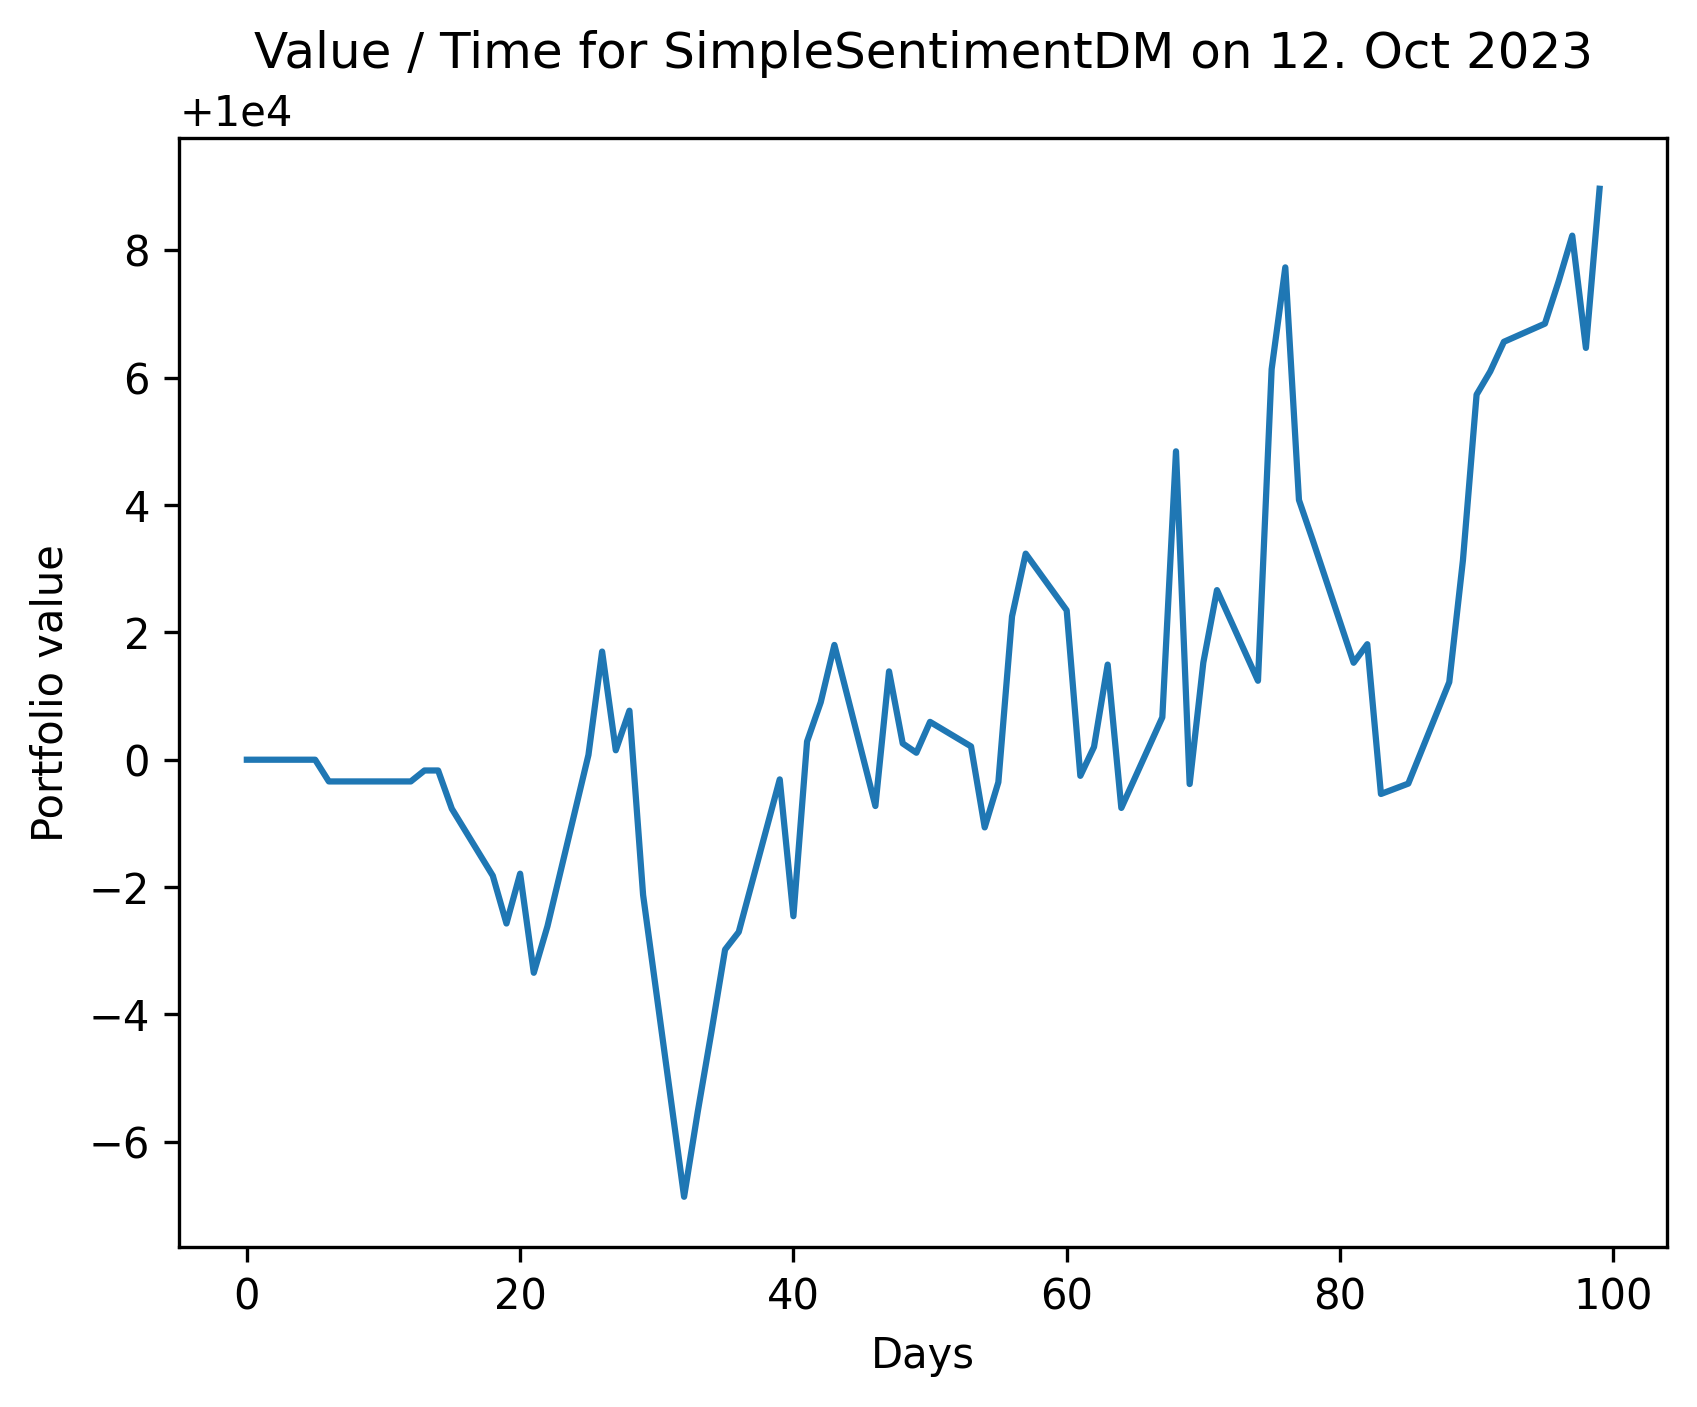 Value / Time for SimpleSentimentDM on 12. Oct 2023
+1e4
8
6
4
2
0
−2
−4
−6
Portfolio value
0 20 40 60 80 100
Days